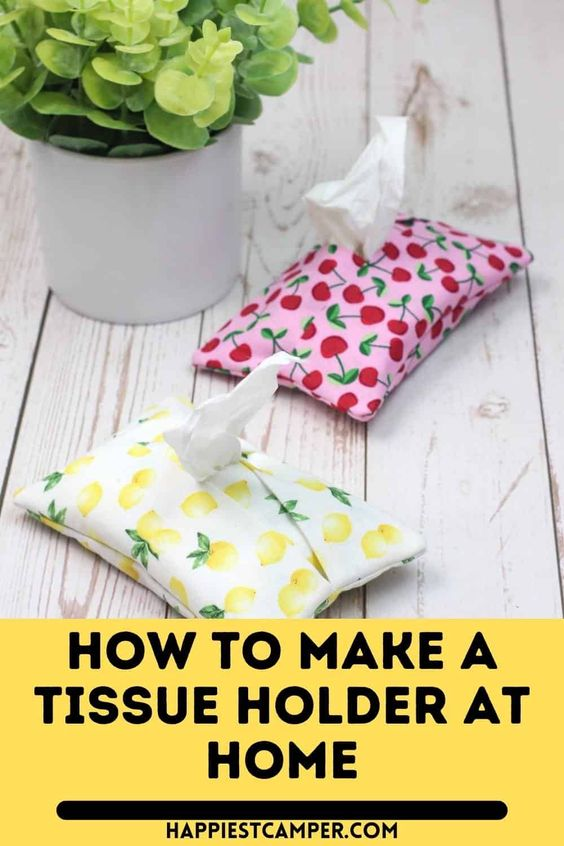 HOW TO MAKE A
TISSUE HOLDER AT
HOME
HAPPIESTCAMPER.COM